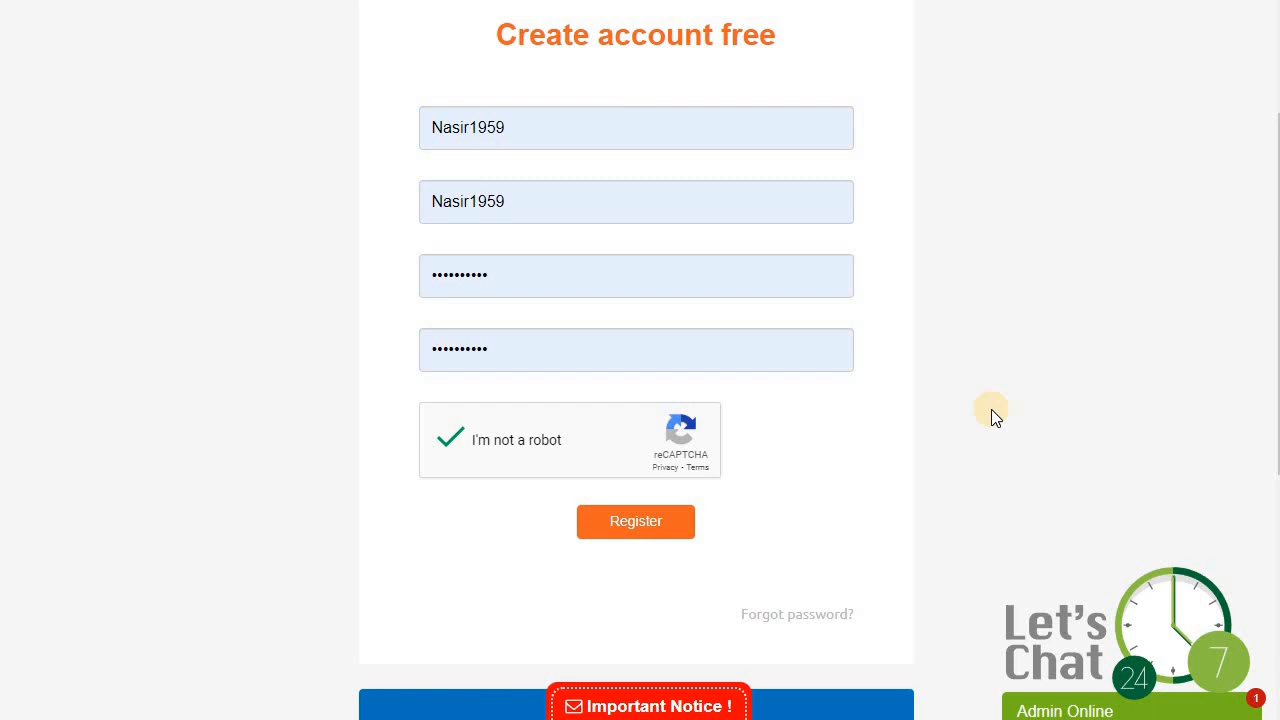 Create account free
Nasir1959
Nasir1959
••••••••••
••••••••••
I'm not a robot
reCAPTCHA
Privacy - Terms
Register
Forgot password?
Let's
Chat
24
7
Important Notice !
1
Admin Online